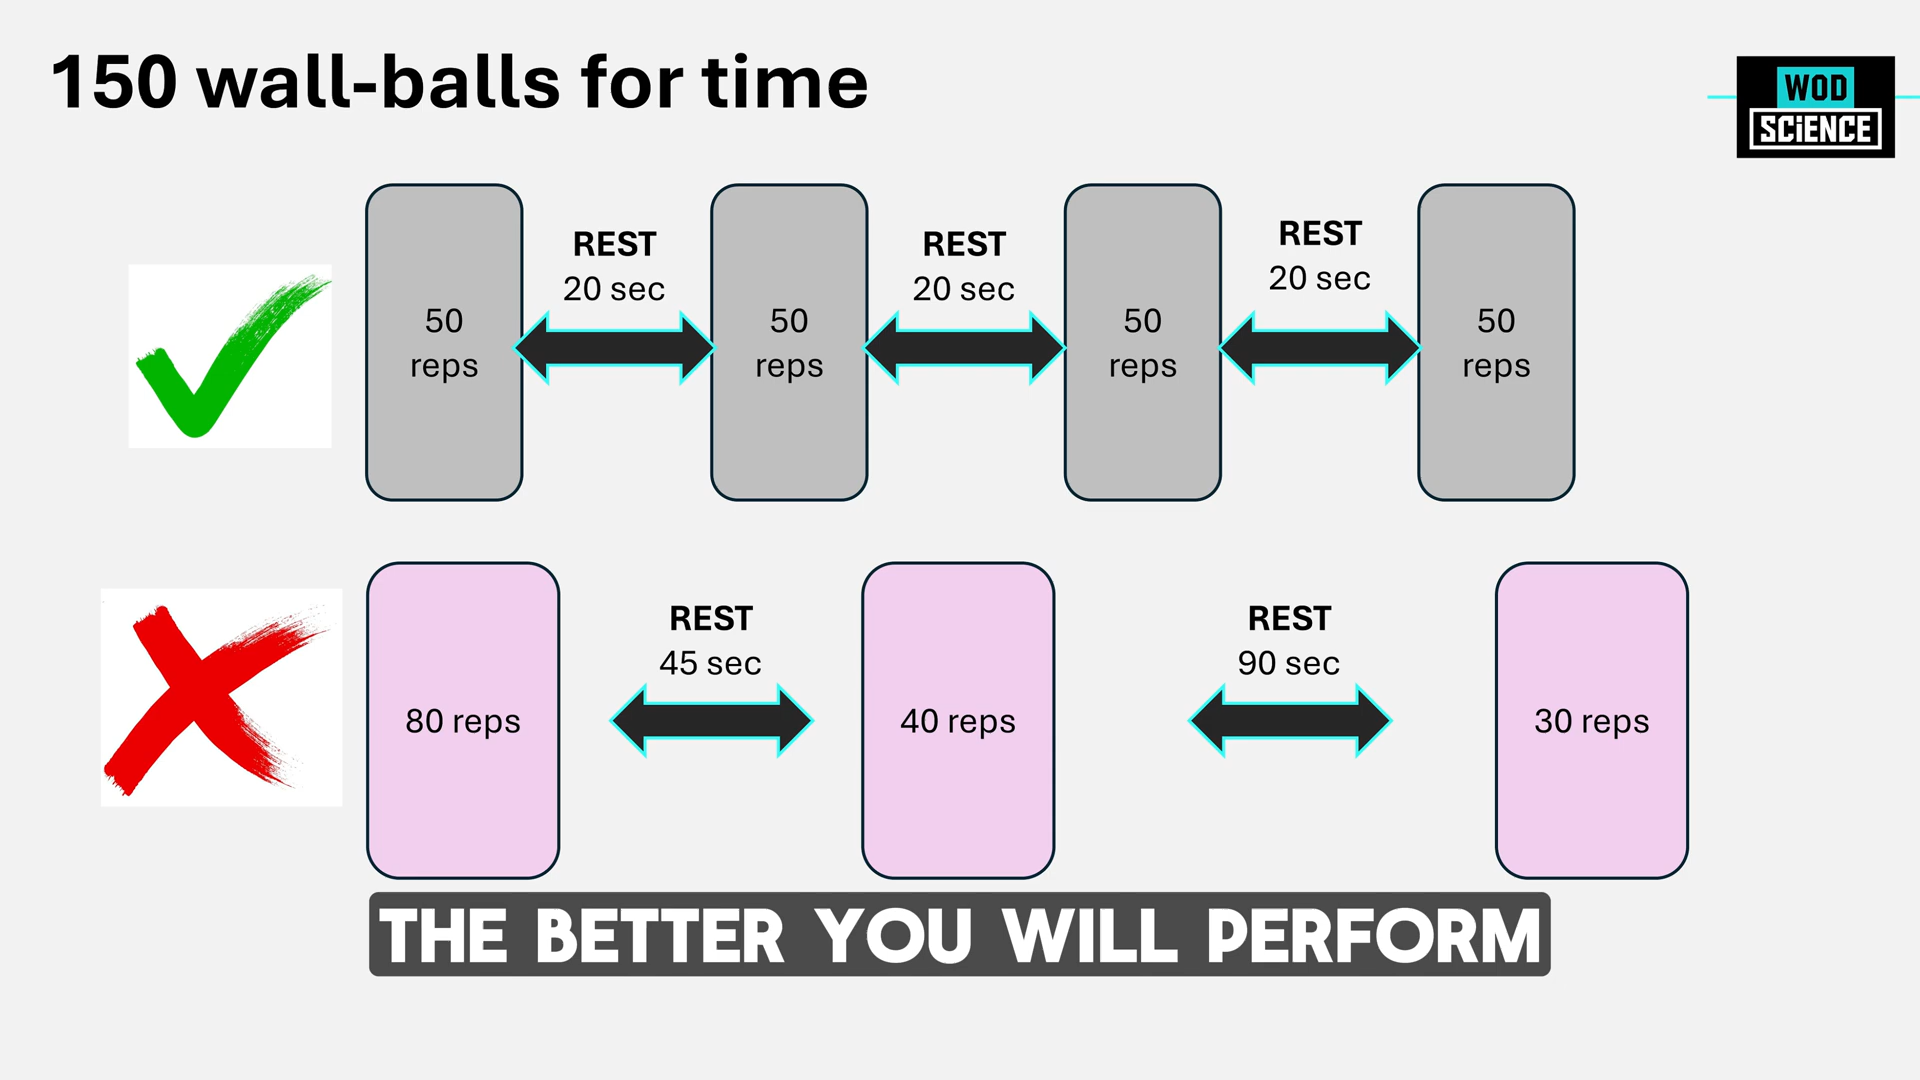 150 wall-balls for time
WOD
SCiENCE
REST
20 sec
REST
20 sec
REST
20 sec
50
reps
50
reps
50
reps
50
reps
REST
45 sec
REST
90 sec
80 reps
40 reps
30 reps
THE BETTER YOU WILL PERFORM